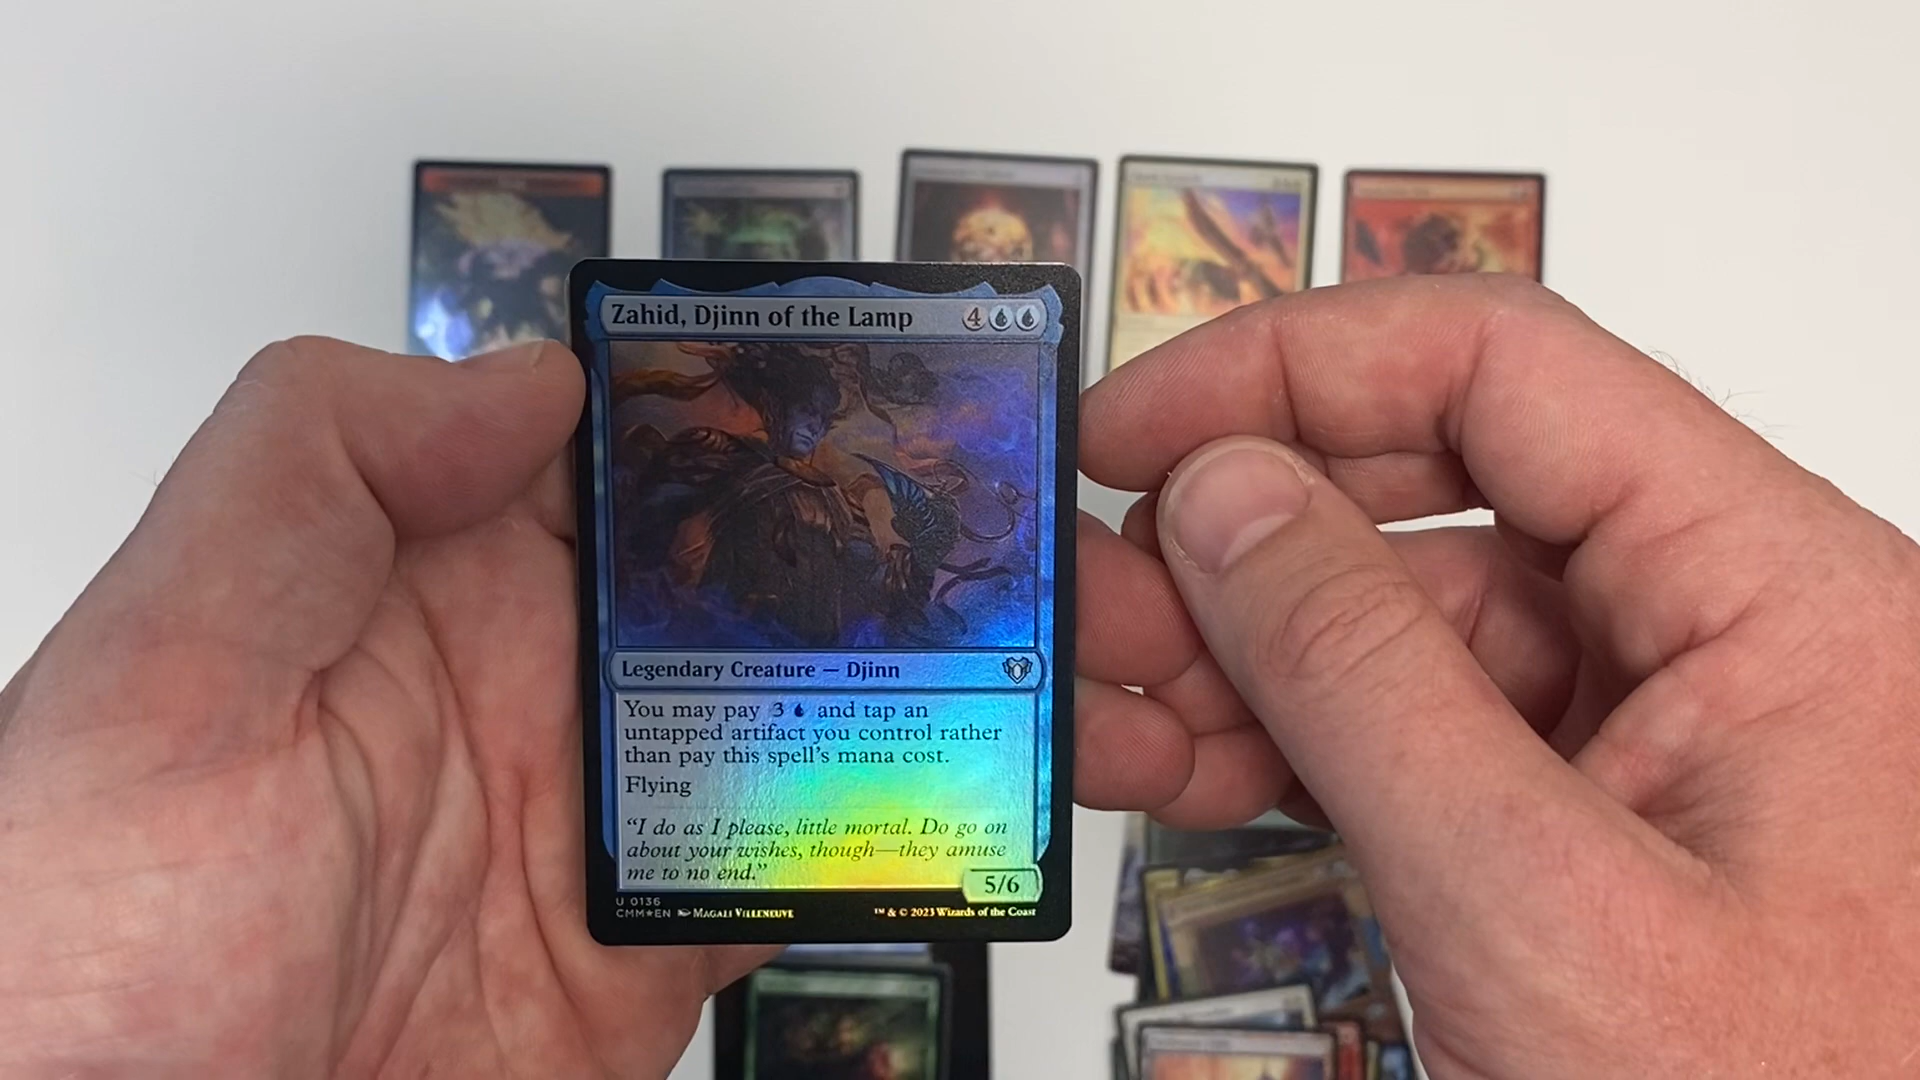 Zahid, Djinn of the Lamp 4
Legendary Creature — Djinn
You may pay 3 and tap an
untapped artifact you control rather
than pay this spell's mana cost.
Flying
“I do as I please, little mortal. Do go on
about your wishes, though—they amuse
me to no end.”
5/6
U 0136
CMM★EN Magali Villeneuve ™ & © 2023 Wizards of the Coast